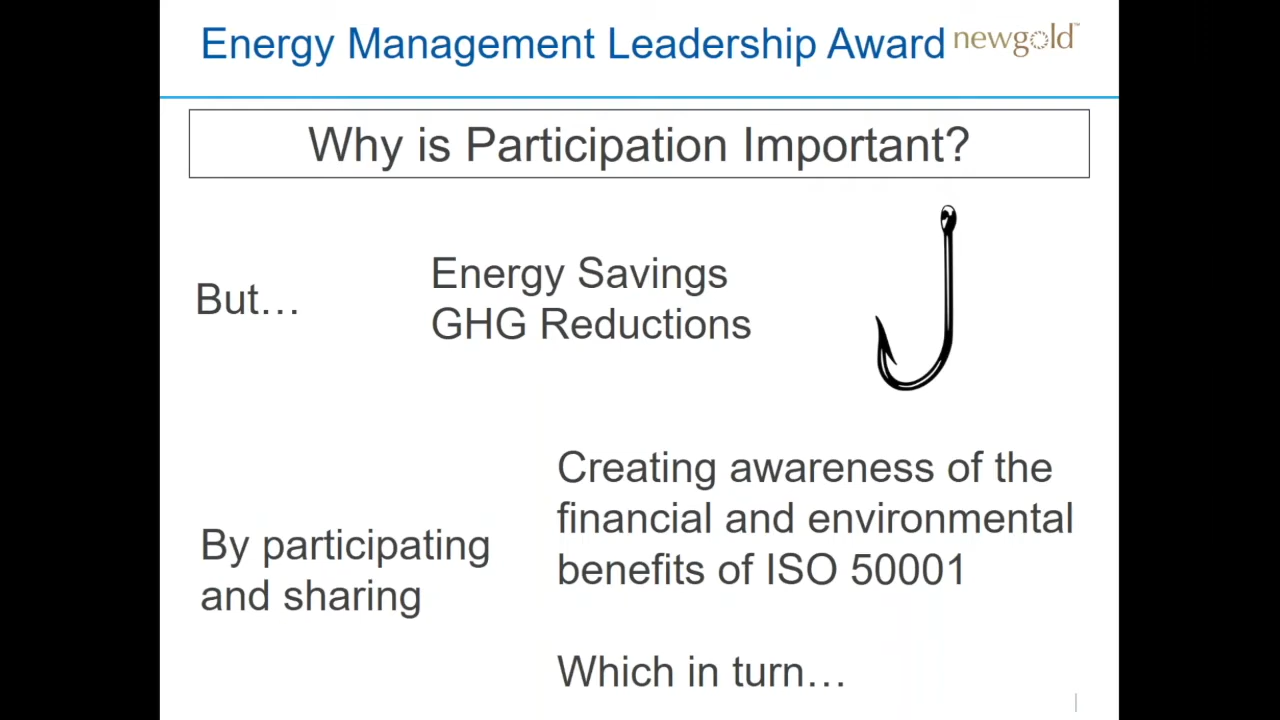 Energy Management Leadership Award
newgold™
Why is Participation Important?
But…
Energy Savings
GHG Reductions
Creating awareness of the
financial and environmental
benefits of ISO 50001
By participating
and sharing
Which in turn…